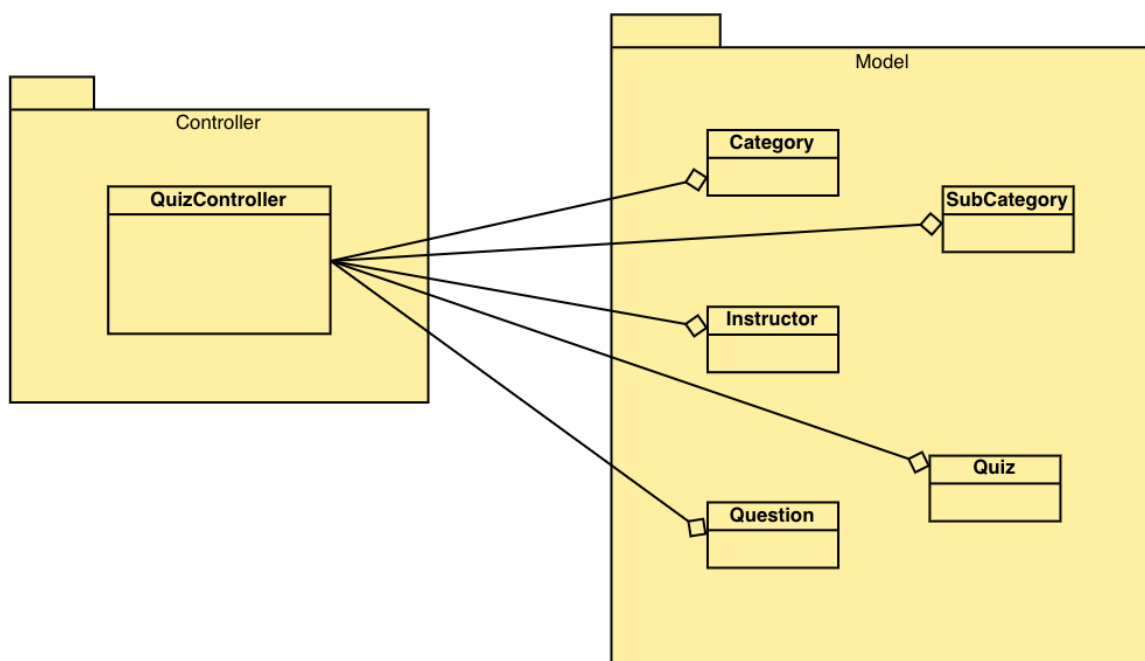 Controller
QuizController
Model
Category
SubCategory
Instructor
Quiz
Question